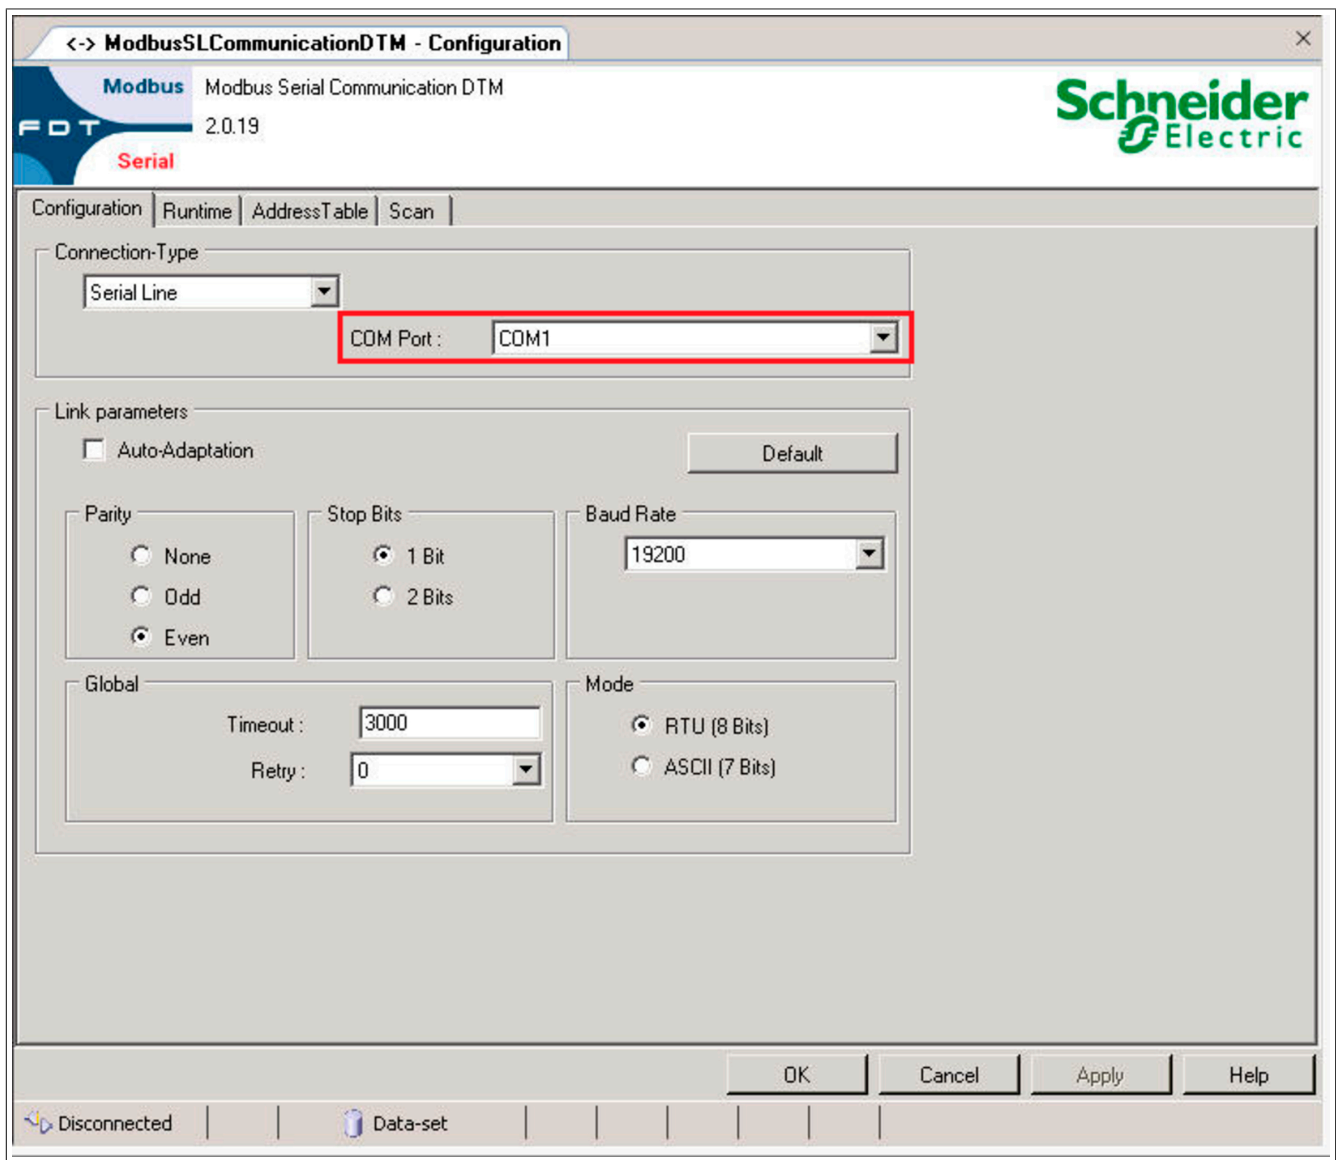 <-> ModbusSLCommunicationDTM - Configuration
Modbus
Modbus Serial Communication DTM
FDT
2.0.19
Serial
Schneider
Electric
Configuration Runtime AddressTable Scan
Connection-Type
Serial Line
COM Port : COM1
Link parameters
Auto-Adaptation Default
Parity Stop Bits Baud Rate
None 1 Bit 19200
Odd 2 Bits
Even
Global Mode
Timeout : 3000 RTU (8 Bits)
Retry : 0 ASCII (7 Bits)
OK Cancel Apply Help
Disconnected Data-set